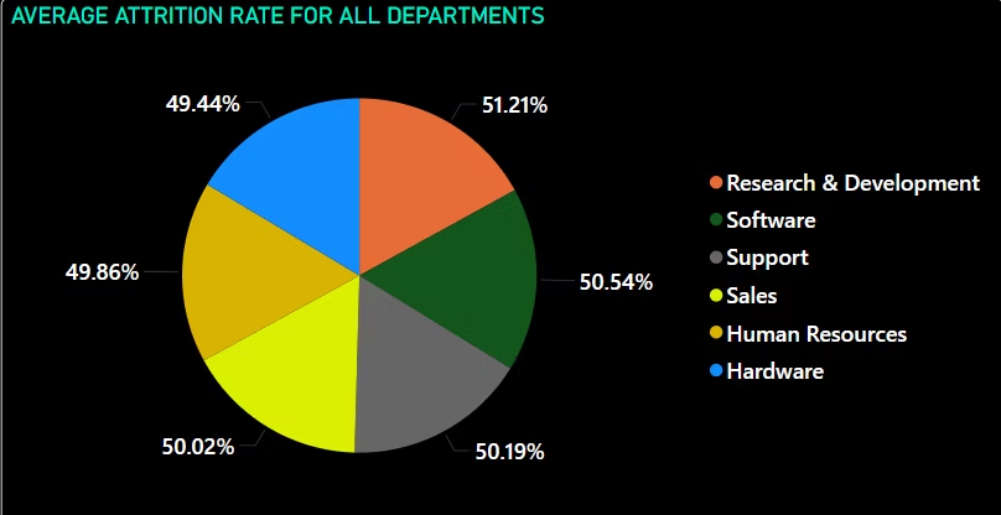 AVERAGE ATTRITION RATE FOR ALL DEPARTMENTS
49.44%
51.21%
49.86%
50.54%
50.02%
50.19%
Research & Development
Software
Support
Sales
Human Resources
Hardware